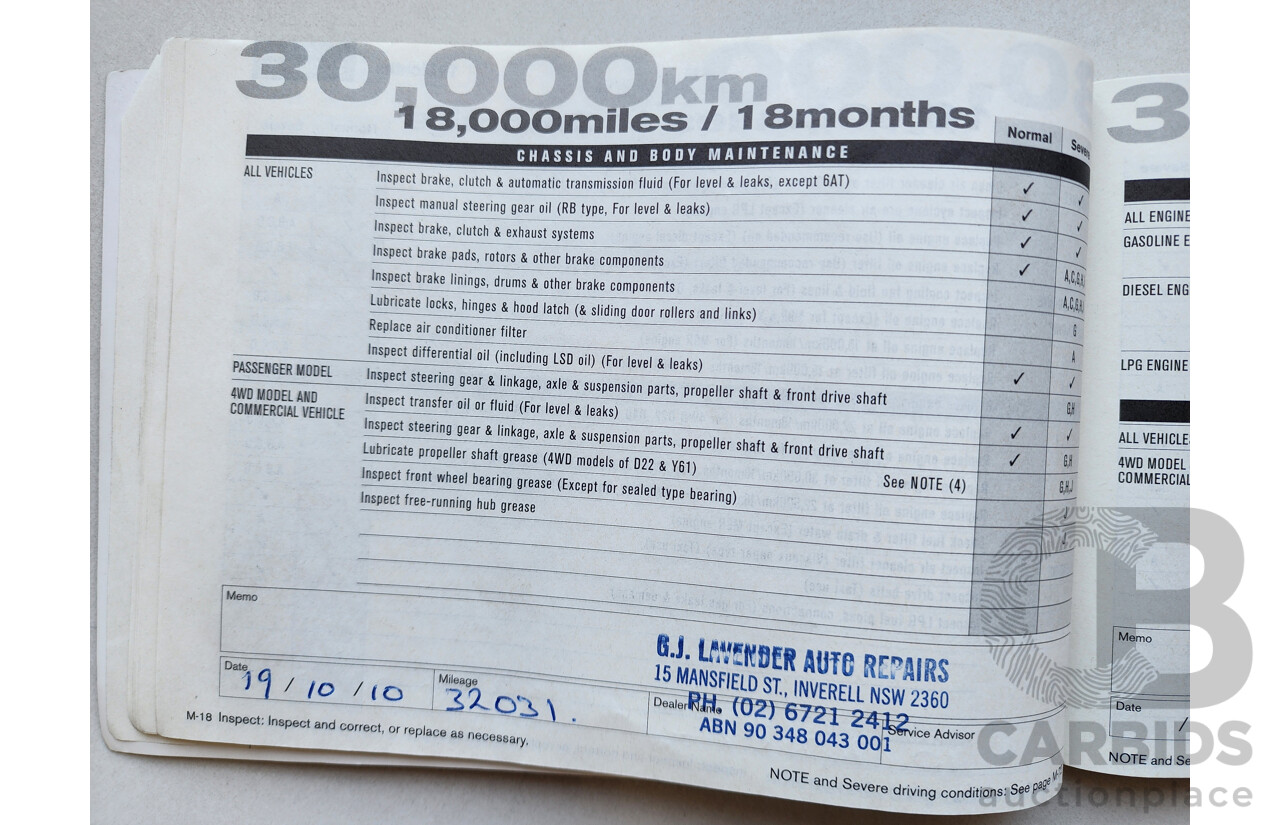 30,000km
18,000miles / 18months
Normal
CHASSIS AND BODY MAINTENANCE
ALL VEHICLES
Inspect brake, clutch & automatic transmission fluid (For level & leaks, except 6AT) ✓ ✓
Inspect manual steering gear oil (RB type, For level & leaks) ✓ ✓
Inspect brake, clutch & exhaust systems ✓ ✓
Inspect brake pads, rotors & other brake components ✓ A,C,G,H
Inspect brake linings, drums & other brake components A,C,G,H
Lubricate locks, hinges & hood latch (& sliding door rollers and links) G
Replace air conditioner filter A
Inspect differential oil (including LSD oil) (For level & leaks) ✓ ✓
PASSENGER MODEL
Inspect steering gear & linkage, axle & suspension parts, propeller shaft & front drive shaft G,H
4WD MODEL AND
COMMERCIAL VEHICLE
Inspect transfer oil or fluid (For level & leaks) ✓ ✓
Inspect steering gear & linkage, axle & suspension parts, propeller shaft & front drive shaft ✓ G,H
Lubricate propeller shaft grease (4WD models of D22 & Y61) See NOTE (4) G,H,J
Inspect front wheel bearing grease (Except for sealed type bearing)
Inspect free-running hub grease
Memo
Date 19/10/10
Mileage 32031.
Dealer Name
Service Advisor
G.J. LAVENDER AUTO REPAIRS
15 MANSFIELD ST., INVERELL NSW 2360
PH. (02) 6721 2412
ABN 90 348 043 001
M-18 Inspect: Inspect and correct, or replace as necessary,
NOTE and Severe driving conditions: See page
3
ALL ENGINE
GASOLINE E
DIESEL ENG
LPG ENGINE
ALL VEHICLE
4WD MODEL
COMMERCIAL
Memo
Date
/
NOTE and Se
CARBIDS
auctionplace